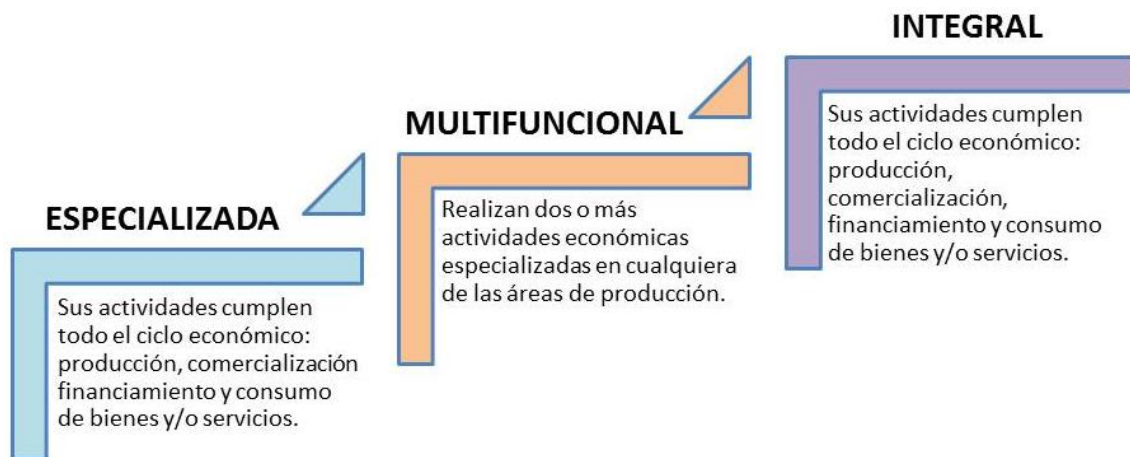 ESPECIALIZADA
Sus actividades cumplen
todo el ciclo económico:
producción, comercialización
financiamiento y consumo
de bienes y/o servicios.
MULTIFUNCIONAL
Realizan dos o más
actividades económicas
especializadas en cualquiera
de las áreas de producción.
INTEGRAL
Sus actividades cumplen
todo el ciclo económico:
producción,
comercialización,
financiamiento y consumo
de bienes y/o servicios.